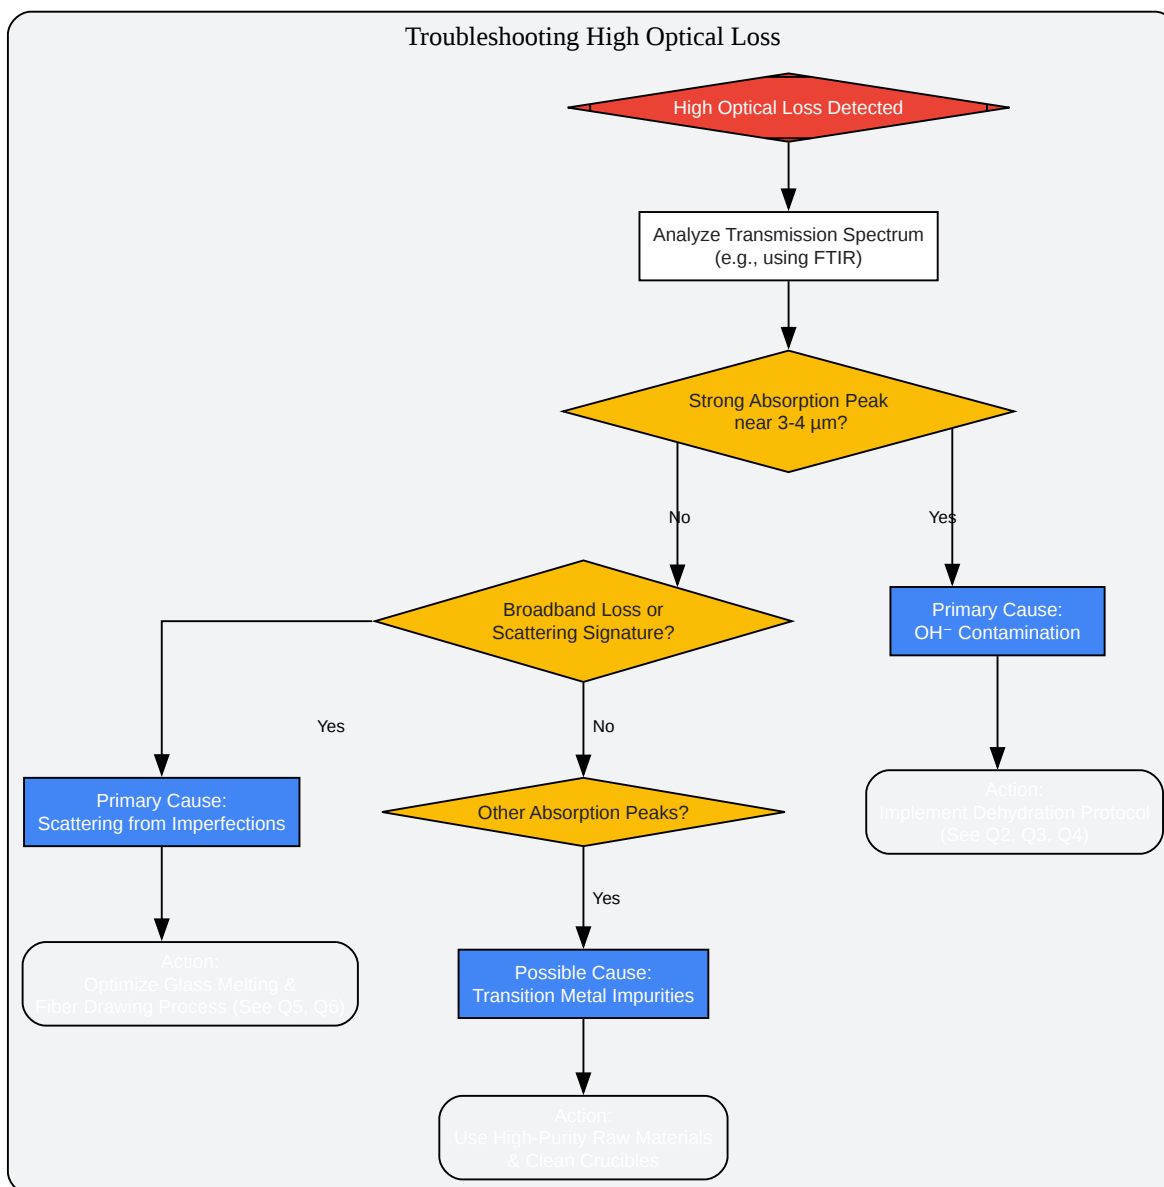 Troubleshooting High Optical Loss
High Optical Loss Detected
Analyze Transmission Spectrum
(e.g., using FTIR)
Strong Absorption Peak
near 3-4 µm?
No
Yes
Broadband Loss or
Scattering Signature?
Primary Cause:
OH⁻ Contamination
Yes
No
Primary Cause:
Scattering from Imperfections
Other Absorption Peaks?
Action:
Implement Dehydration Protocol
(See Q2, Q3, Q4)
Yes
Action:
Optimize Glass Melting &
Fiber Drawing Process (See Q5, Q6)
Possible Cause:
Transition Metal Impurities
Action:
Use High-Purity Raw Materials
& Clean Crucibles